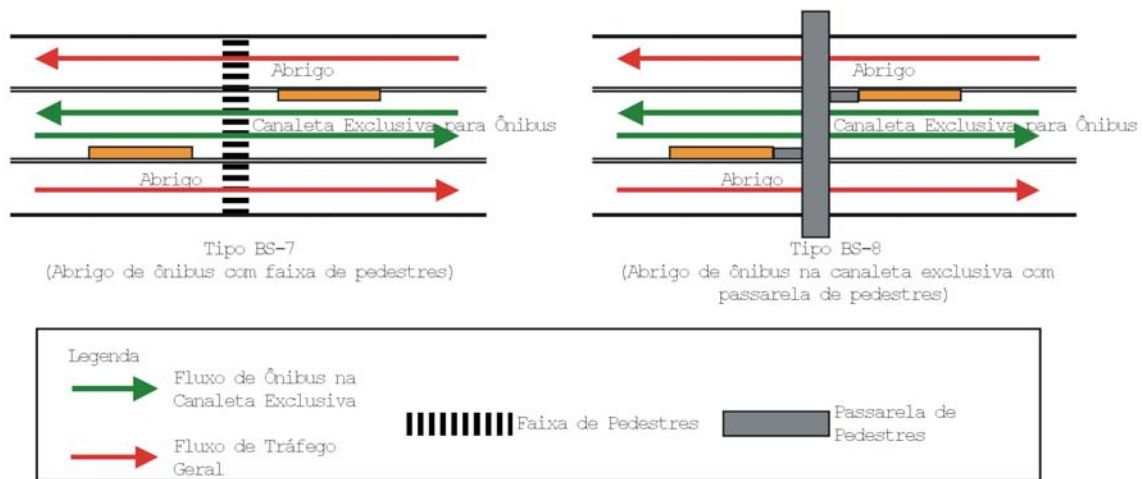 Abrigo
Canaleta Exclusiva para Ônibus
Abrigo
Tipo BS-7
(Abrigo de ônibus com faixa de pedestres)
Abrigo
Canaleta Exclusiva para Ônibus
Abrigo
Tipo BS-8
(Abrigo de ônibus na canaleta exclusiva com
passarela de pedestres)
Legenda
Fluxo de Ônibus na
Canaleta Exclusiva
Fluxo de Tráfego
Geral
Faixa de Pedestres
Passarela de
Pedestres